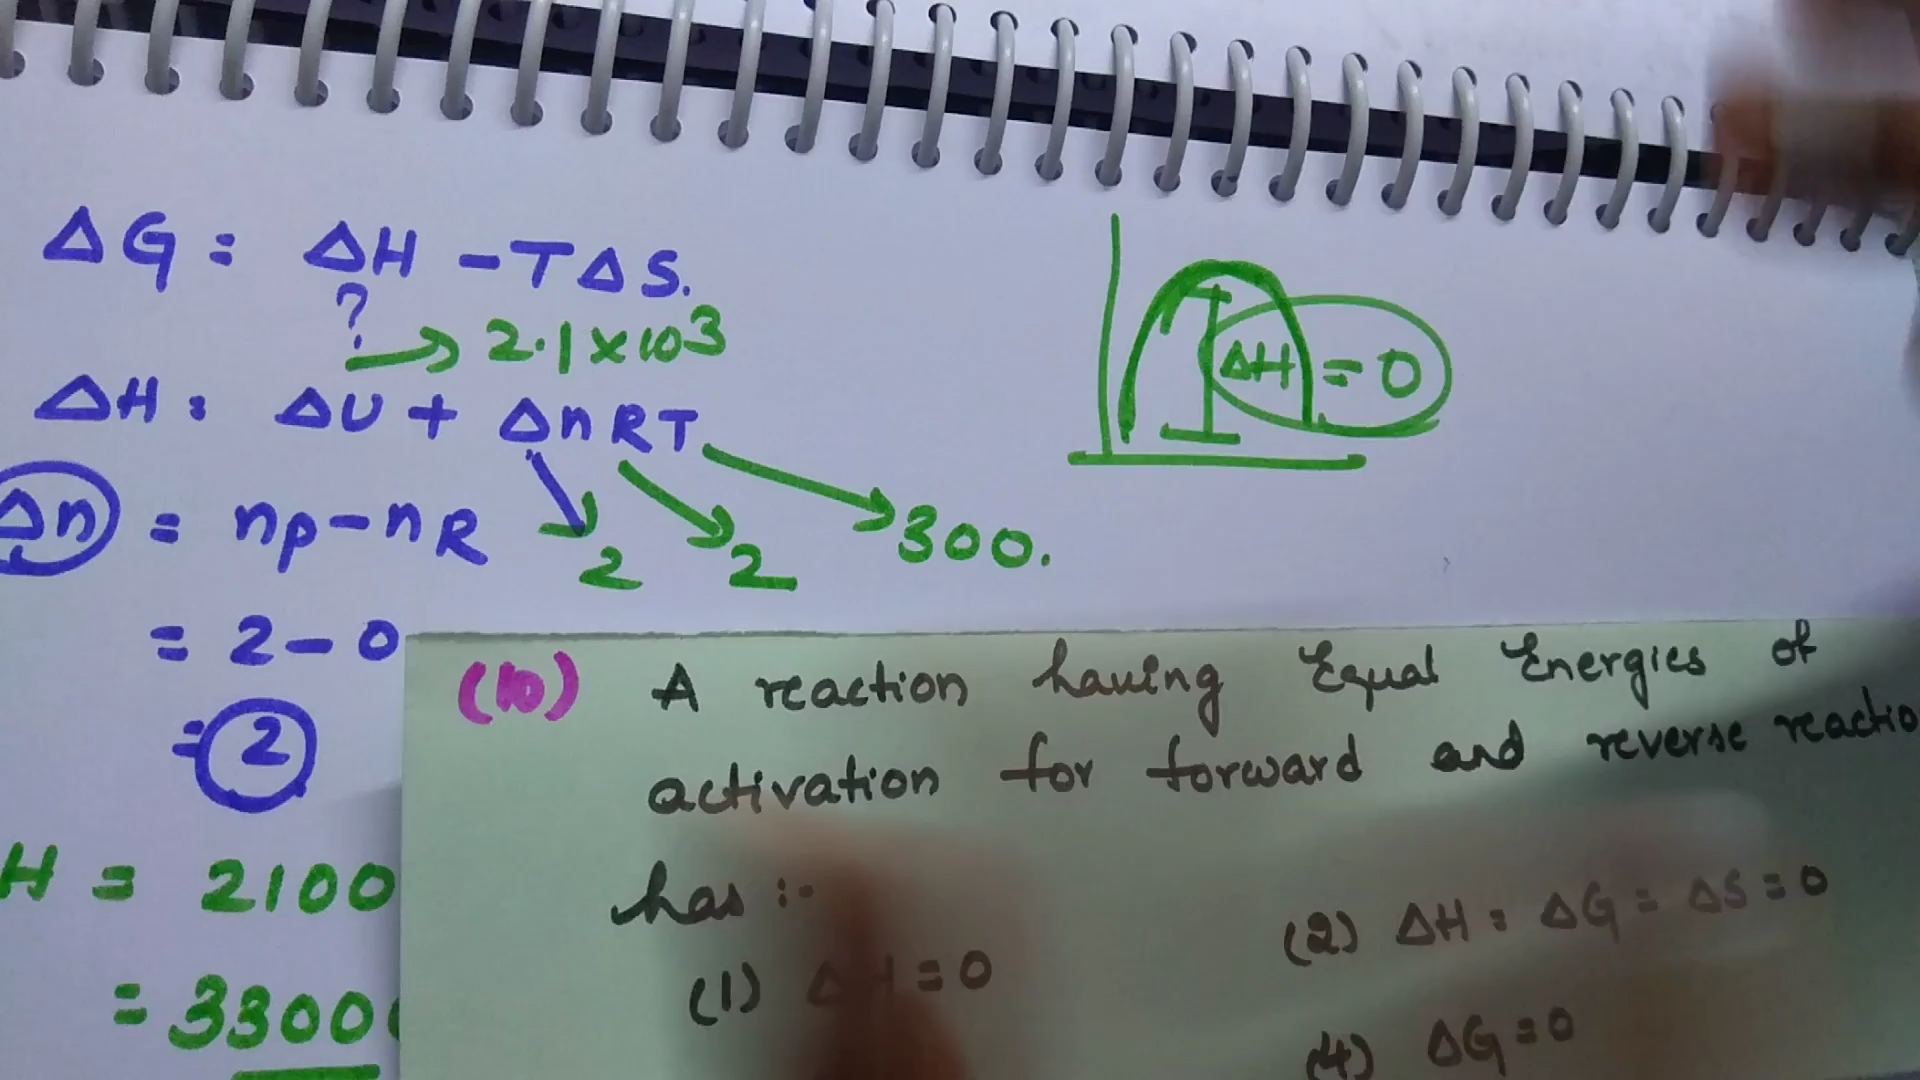 ΔG = ΔH - TΔS.
?
→ 2.1×103
ΔH = ΔU + ΔnRT
2 2 300.
Δn = np - nR
= 2 - 0
= 2
H = 2100
= 3300
ΔH = 0
(10) A reaction having Equal Energies of
activation for forward and reverse reactio
has :-
(1) ΔH = 0
(2) ΔH = ΔG = ΔS = 0
(4) ΔG = 0